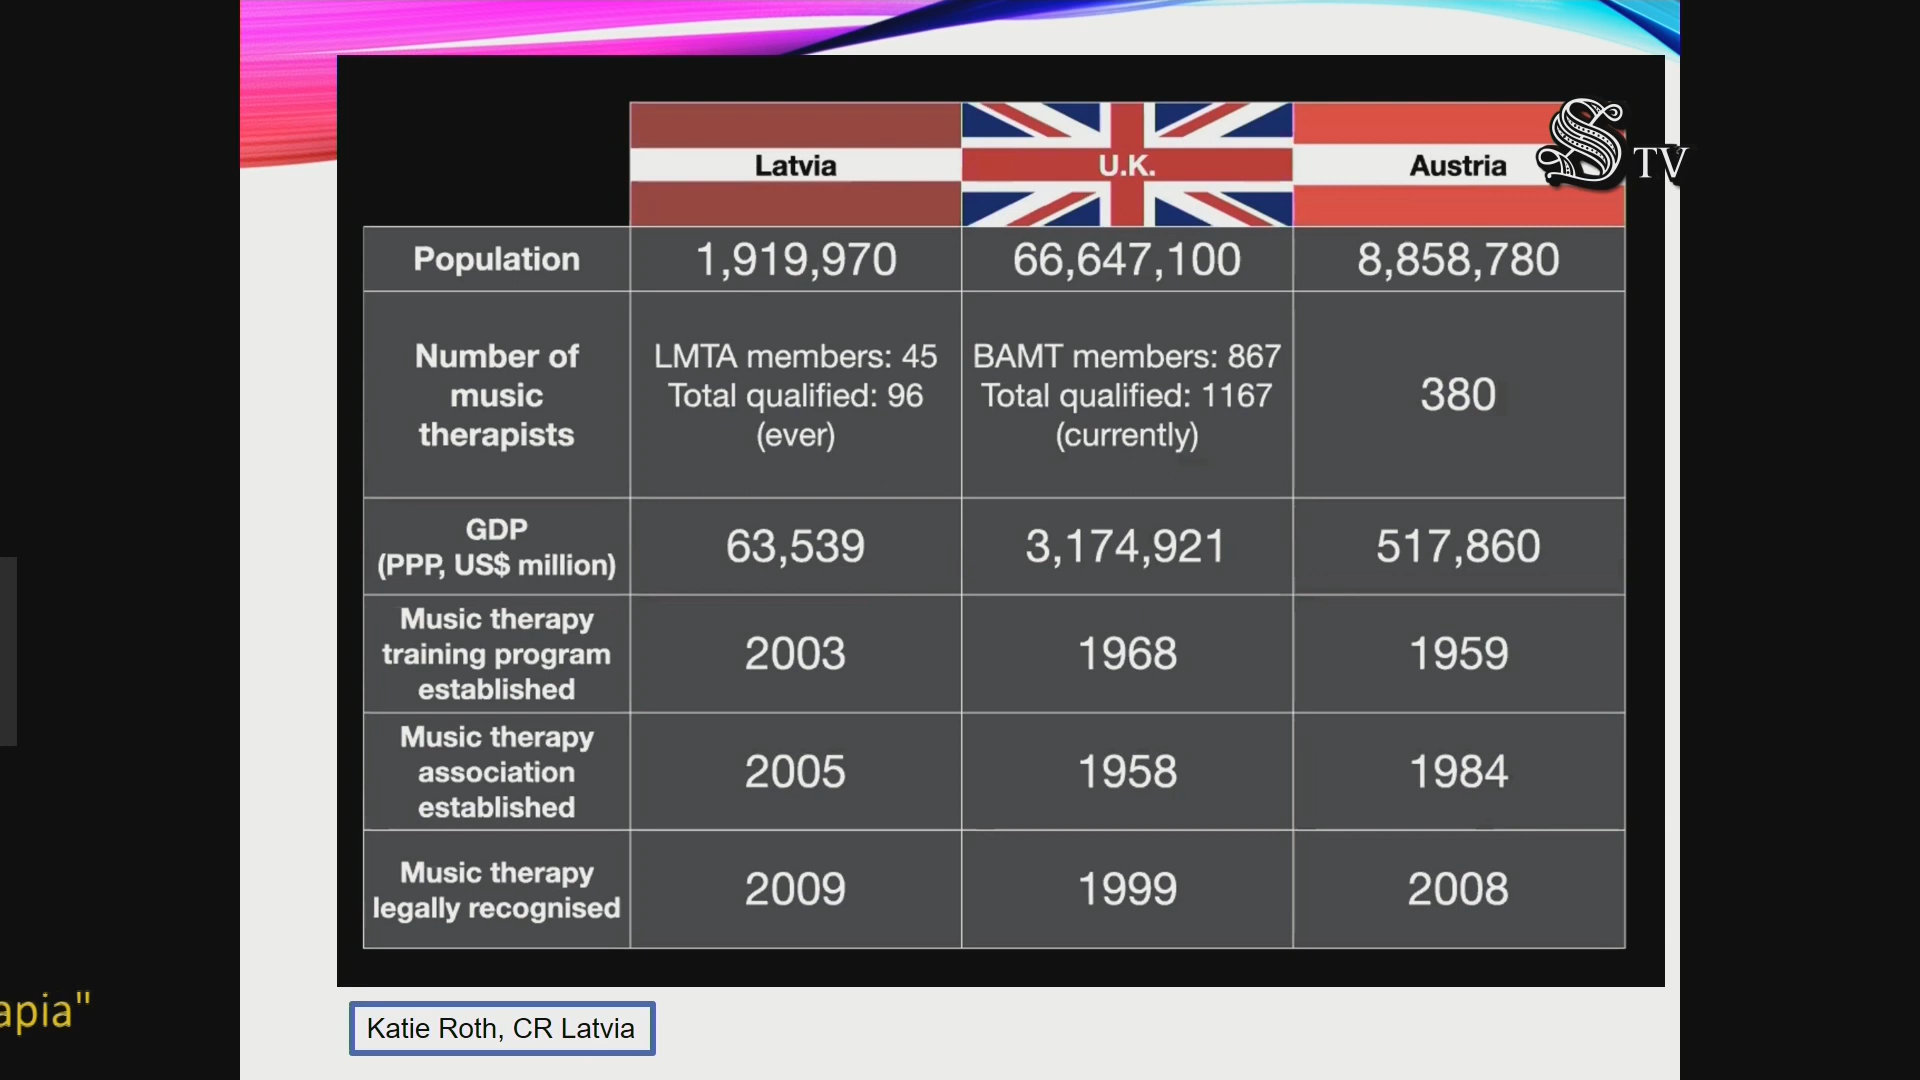 S TV
Latvia U.K. Austria
Population 1,919,970 66,647,100 8,858,780
Number of music therapists
LMTA members: 45
Total qualified: 96
(ever)
BAMT members: 867
Total qualified: 1167
(currently)
380
GDP
(PPP, US$ million)
63,539 3,174,921 517,860
Music therapy
training program
established
2003 1968 1959
Music therapy
association
established
2005 1958 1984
Music therapy
legally recognised
2009 1999 2008
apia"
Katie Roth, CR Latvia